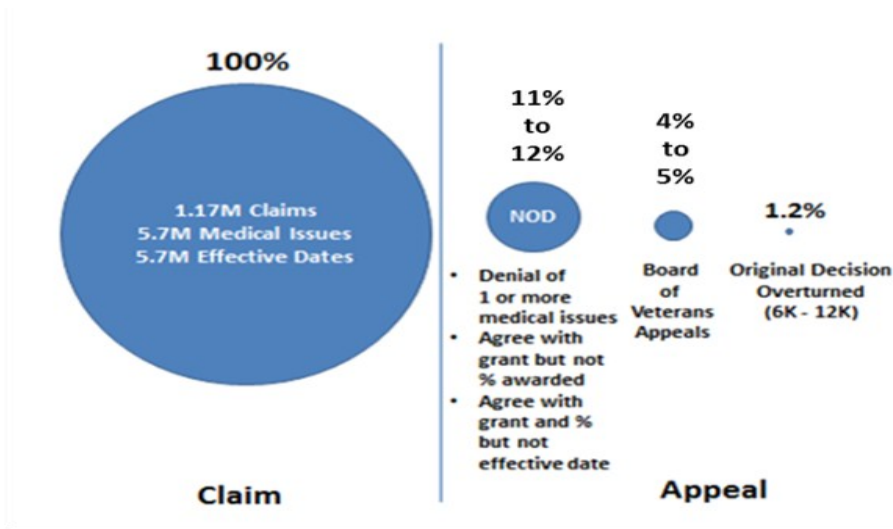 100%
1.17M Claims
5.7M Medical Issues
5.7M Effective Dates
Claim
11%
to
12%
NOD
• Denial of
1 or more
medical issues
• Agree with
grant but not
% awarded
• Agree with
grant and %
but not
effective date
4%
to
5%
Board
of
Veterans
Appeals
1.2%
Original Decision
Overturned
(6K - 12K)
Appeal